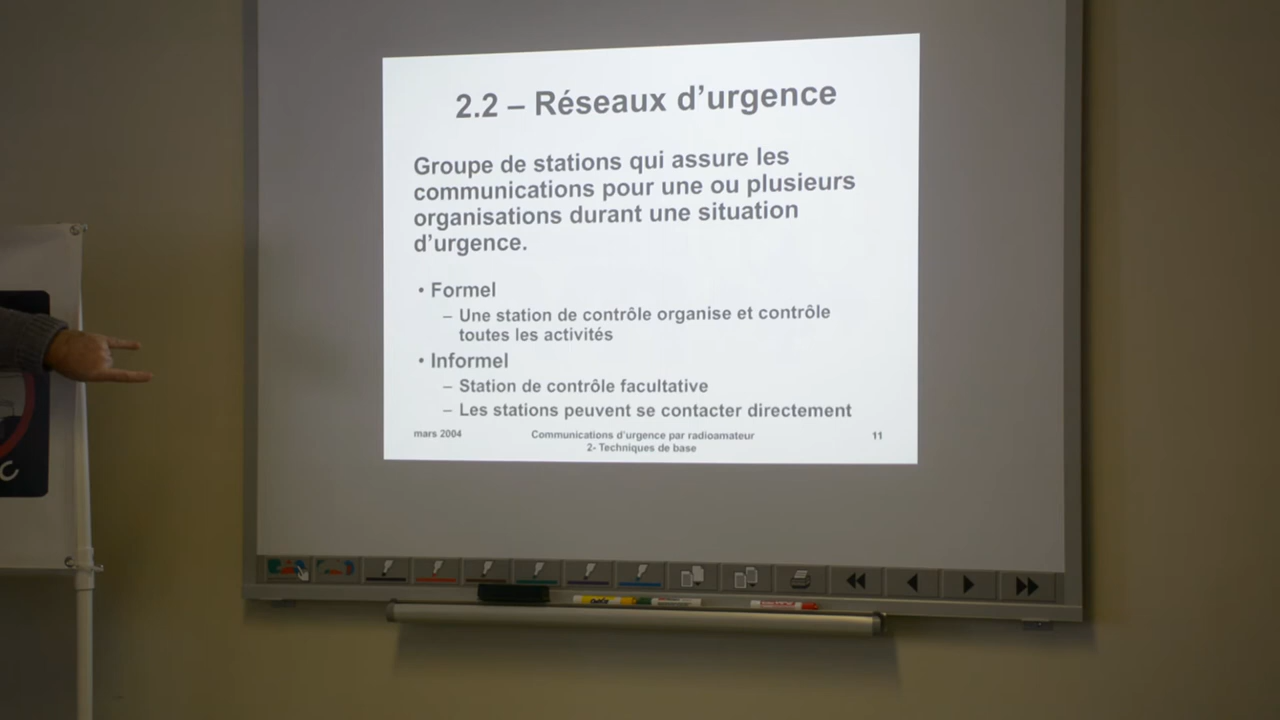 2.2 – Réseaux d'urgence
Groupe de stations qui assure les
communications pour une ou plusieurs
organisations durant une situation
d'urgence.
• Formel
– Une station de contrôle organise et contrôle
toutes les activités
• Informel
– Station de contrôle facultative
– Les stations peuvent se contacter directement
mars 2004
Communications d'urgence par radioamateur
2- Techniques de base
11